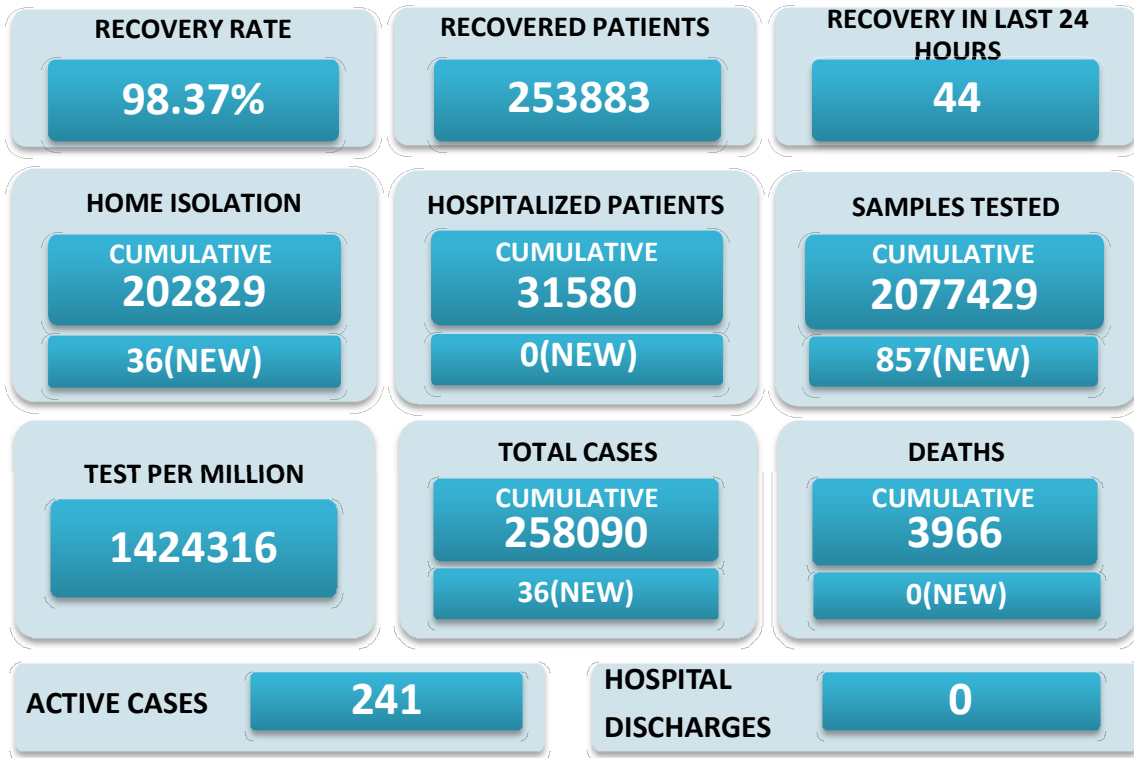 RECOVERY RATE
98.37%
RECOVERED PATIENTS
253883
RECOVERY IN LAST 24
HOURS
44
HOME ISOLATION
CUMULATIVE
202829
36(NEW)
HOSPITALIZED PATIENTS
CUMULATIVE
31580
0(NEW)
SAMPLES TESTED
CUMULATIVE
2077429
857(NEW)
TEST PER MILLION
1424316
TOTAL CASES
CUMULATIVE
258090
36(NEW)
DEATHS
CUMULATIVE
3966
0(NEW)
ACTIVE CASES
241
HOSPITAL
DISCHARGES
0